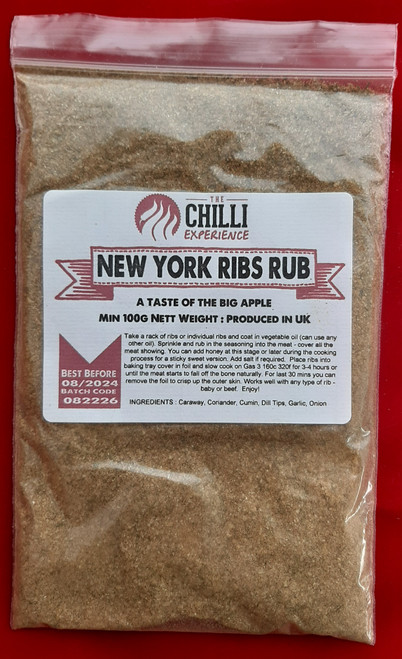 THE
CHILLI
EXPERIENCE
NEW YORK RIBS RUB
A TASTE OF THE BIG APPLE
MIN 100G NETT WEIGHT : PRODUCED IN UK
Take a rack of ribs or individual ribs and coat in vegetable oil (can use any
other oil). Sprinkle and rub in the seasoning into the meat - cover all the
meat showing. You can add honey at this stage or later during the cooking
process for a sticky sweet version. Add salt if required. Place ribs into
baking tray cover in foil and slow cook on Gas 3 160c 320f for 3-4 hours or
until the meat starts to fall off the bone naturally. For last 30 mins you can
remove the foil to crisp up the outer skin. Works well with any type of rib -
baby or beef. Enjoy!
BEST BEFORE
08/2024
BATCH CODE
082226
INGREDIENTS : Caraway, Coriander, Cumin, Dill Tips, Garlic, Onion